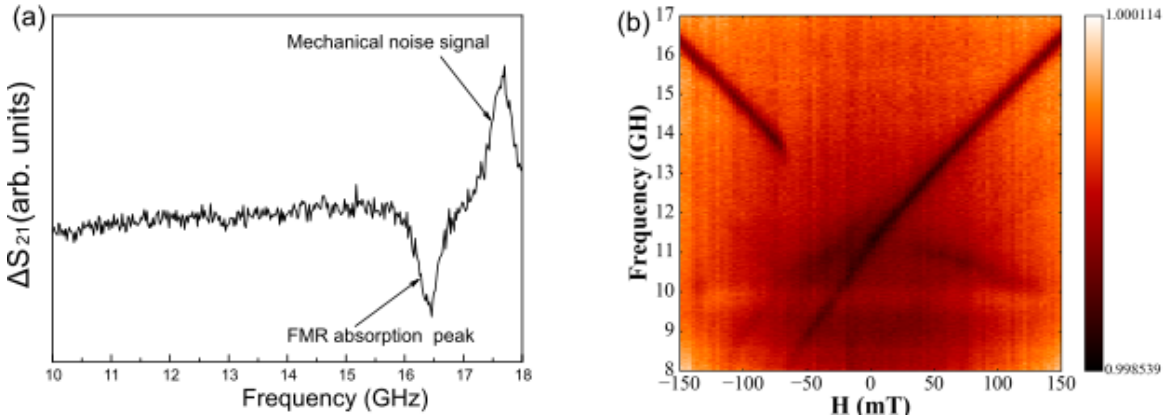 (a)
Mechanical noise signal
FMR absorption peak
ΔS21(arb. units)
10 11 12 13 14 15 16 17 18
Frequency (GHz)
(b)
17
16
15
14
13
12
11
10
9
8
Frequency (GH)
−150 −100 −50 0 50 100 150
H (mT)
1.000114
0.998539